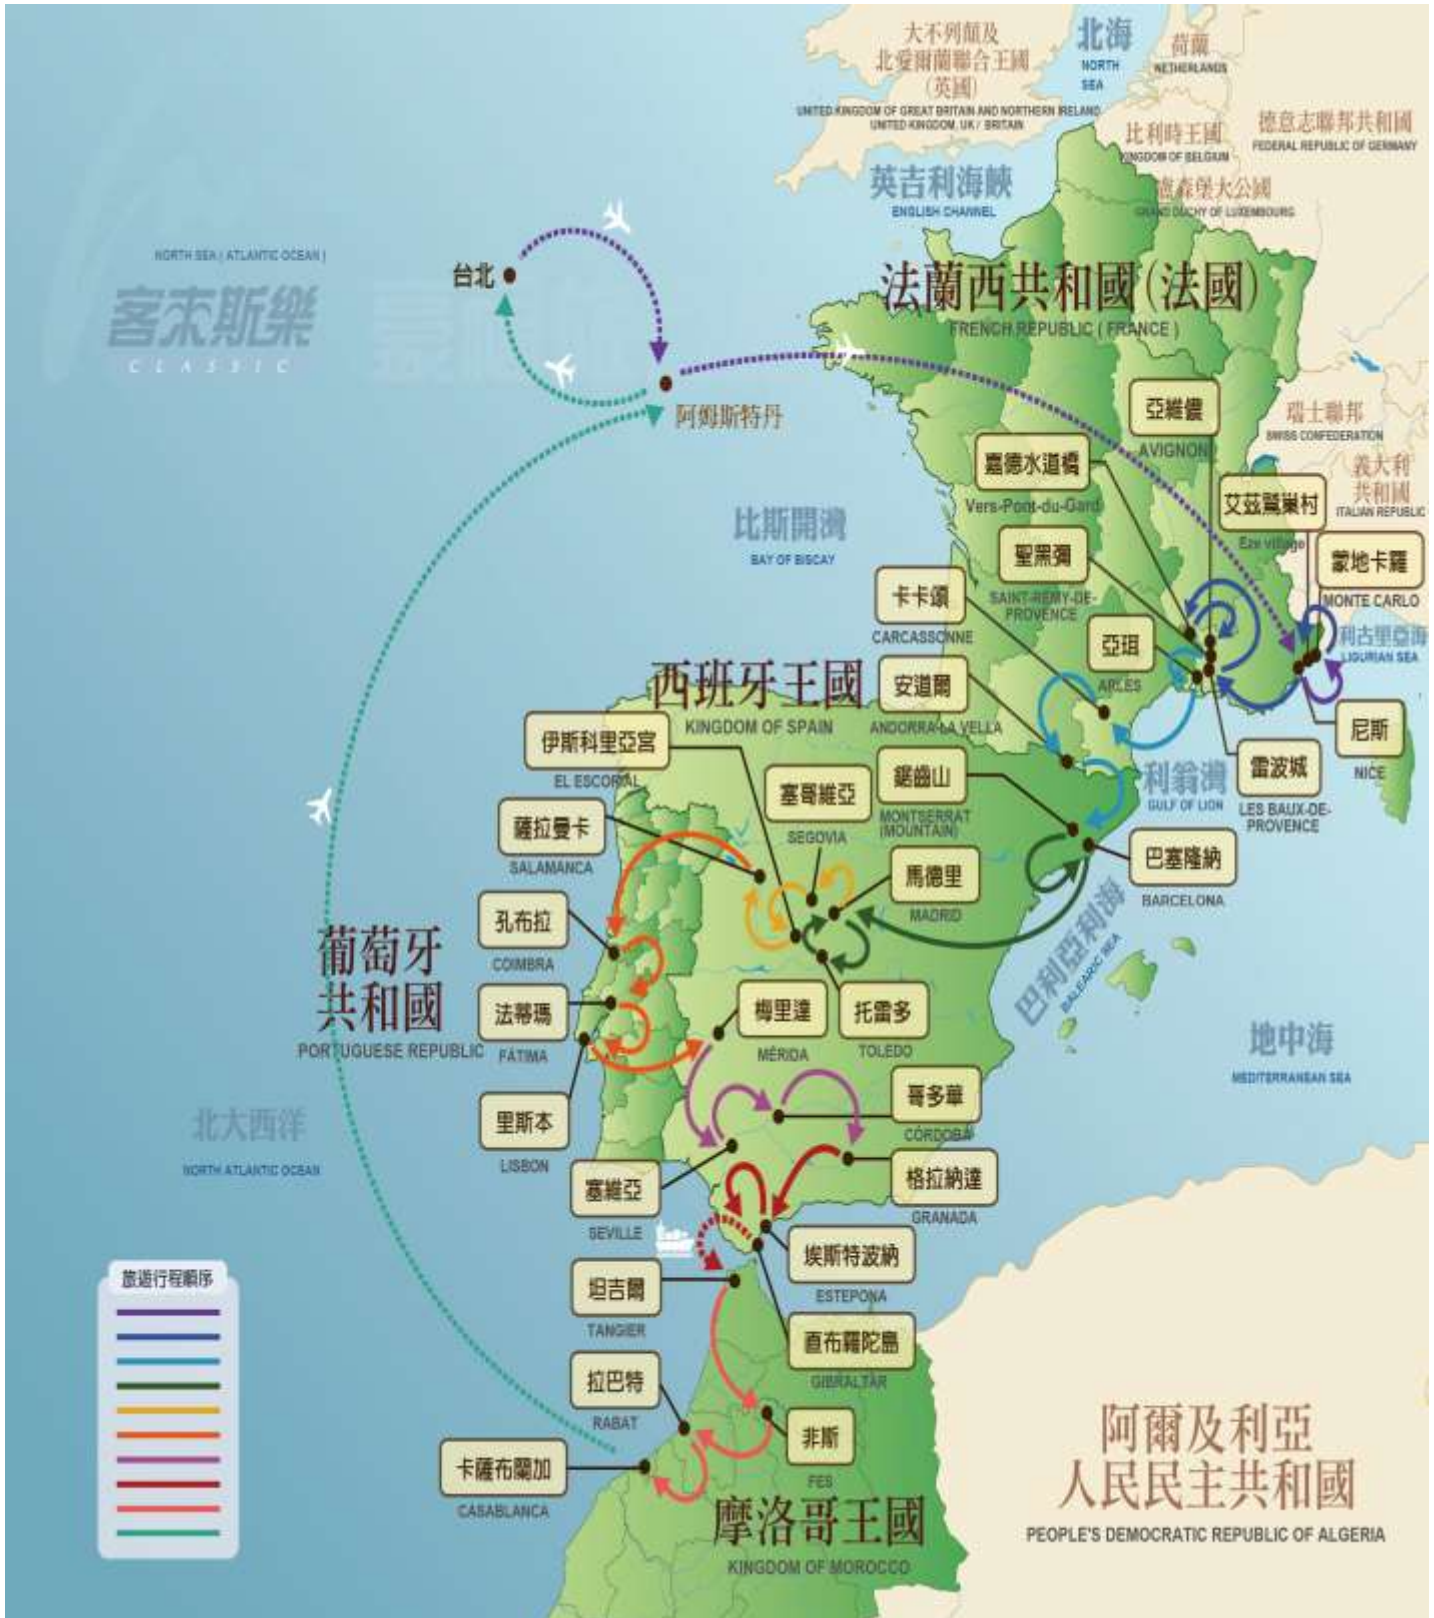 大不列顛及
北愛爾蘭聯合王國
(英國)
UNITED KINGDOM OF GREAT BRITAIN AND NORTHERN IRELAND
UNITED KINGDOM, UK / BRITAIN
北海
NORTH
SEA
荷蘭
NETHERLANDS
比利時王國
KINGDOM OF BELGIUM
德意志聯邦共和國
FEDERAL REPUBLIC OF GERMANY
英吉利海峽
ENGLISH CHANNEL
盧森堡大公國
GRAND DUCHY OF LUXEMBOURG
NORTH SEA ( ATLANTIC OCEAN )
客來斯樂
CLASSIC
台北
阿姆斯特丹
法蘭西共和國(法國)
FRENCH REPUBLIC ( FRANCE )
亞維儂
AVIGNON
瑞士聯邦
SWISS CONFEDERATION
嘉德水道橋
Vers-Pont-du-Gard
義大利
共和國
ITALIAN REPUBLIC
艾茲鷲巢村
Eze village
比斯開灣
BAY OF BISCAY
聖黑彌
SAINT-REMY-DE-
PROVENCE
蒙地卡羅
MONTE CARLO
卡卡頌
CARCASSONNE
亞珥
ARLES
利古里亞海
LIGURIAN SEA
西班牙王國
KINGDOM OF SPAIN
安道爾
ANDORRA LA VELLA
尼斯
NICE
伊斯科里亞宮
EL ESCORIAL
塞哥維亞
SEGOVIA
鋸齒山
MONTSERRAT
(MOUNTAIN)
利翁灣
GULF OF LION
雷波城
LES BAUX-DE-
PROVENCE
薩拉曼卡
SALAMANCA
馬德里
MADRID
巴塞隆納
BARCELONA
孔布拉
COIMBRA
葡萄牙
共和國
PORTUGUESE REPUBLIC
巴利亞利海
BALEARIC SEA
法蒂瑪
FÁTIMA
梅里達
MÉRIDA
托雷多
TOLEDO
地中海
MEDITERRANEAN SEA
北大西洋
NORTH ATLANTIC OCEAN
里斯本
LISBON
哥多華
CÓRDOBA
塞維亞
SEVILLE
格拉納達
GRANADA
埃斯特波納
ESTEPONA
坦吉爾
TANGIER
直布羅陀島
GIBRALTAR
旅遊行程順序
拉巴特
RABAT
非斯
FES
卡薩布蘭加
CASABLANCA
摩洛哥王國
KINGDOM OF MOROCCO
阿爾及利亞
人民民主共和國
PEOPLE'S DEMOCRATIC REPUBLIC OF ALGERIA